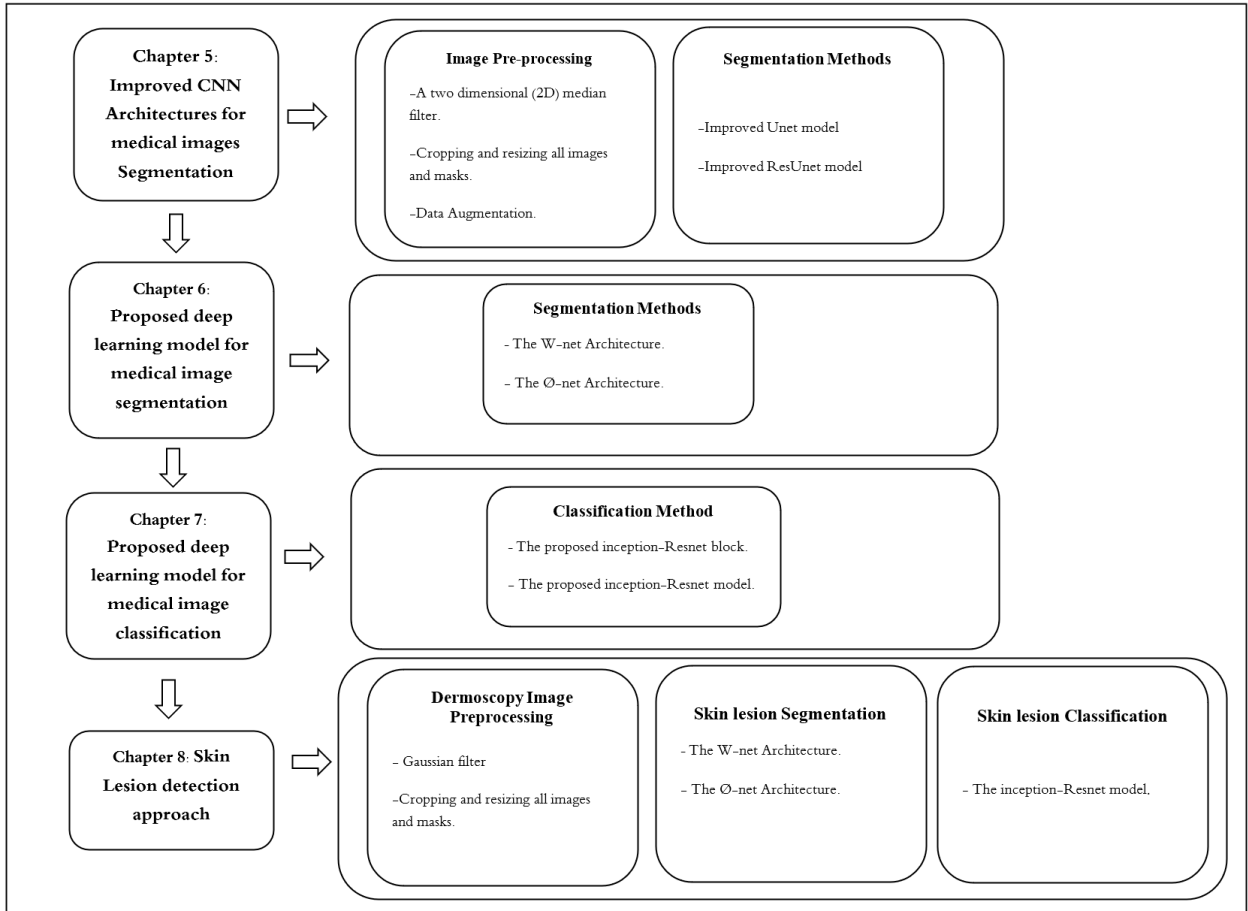 Chapter 5:
Improved CNN
Architectures for
medical images
Segmentation
Image Pre-processing
-A two dimensional (2D) median
filter.
-Cropping and resizing all images
and masks.
-Data Augmentation.
Segmentation Methods
-Improved Unet model
-Improved ResUnet model
Chapter 6:
Proposed deep
learning model for
medical image
segmentation
Segmentation Methods
- The W-net Architecture.
- The Ø-net Architecture.
Chapter 7:
Proposed deep
learning model for
medical image
classification
Classification Method
- The proposed inception-Resnet block.
- The proposed inception-Resnet model.
Chapter 8: Skin
Lesion detection
approach
Dermoscopy Image
Preprocessing
- Gaussian filter
-Cropping and resizing all images
and masks.
Skin lesion Segmentation
- The W-net Architecture.
- The Ø-net Architecture.
Skin lesion Classification
- The inception-Resnet model,